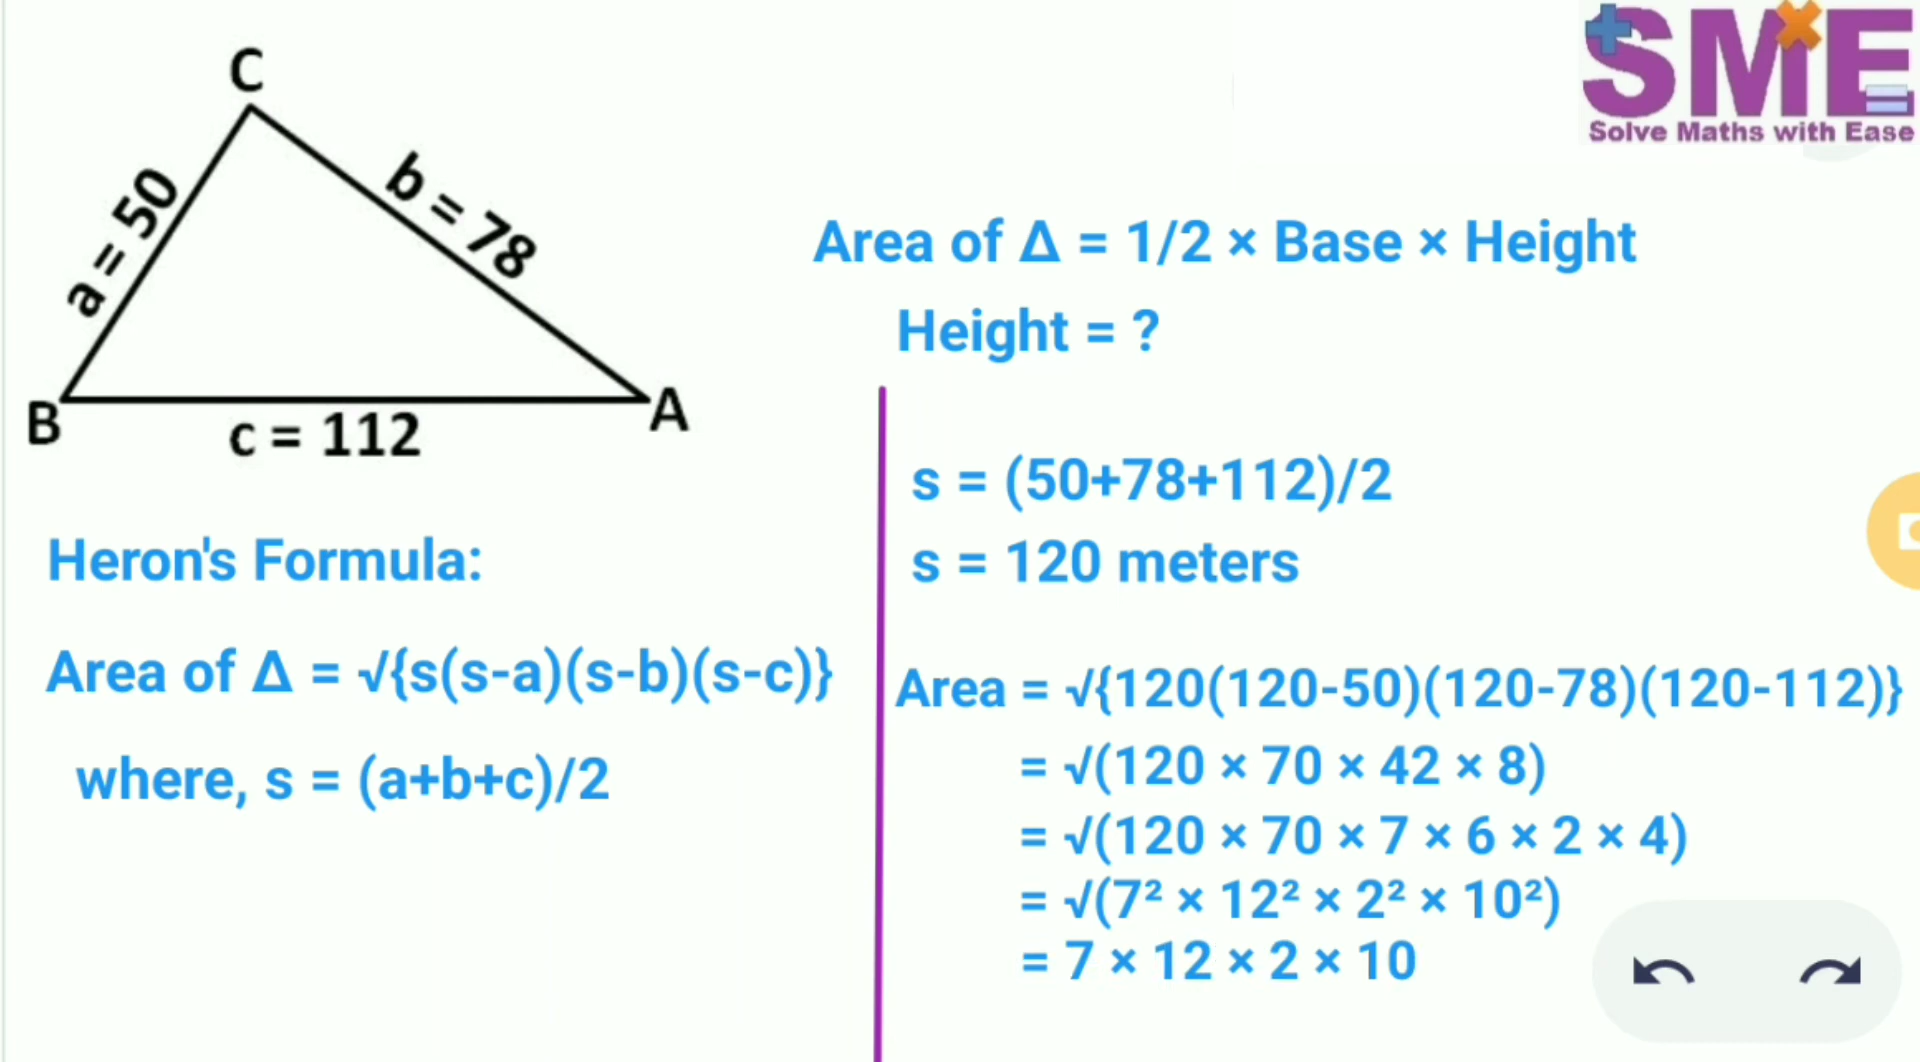 SME
Solve Maths with Ease
C
a = 50
b = 78
B
A
c = 112
Area of Δ = 1/2 × Base × Height
Height = ?
Heron's Formula:
Area of Δ = √{s(s-a)(s-b)(s-c)}
where, s = (a+b+c)/2
s = (50+78+112)/2
s = 120 meters
Area = √{120(120-50)(120-78)(120-112)}
= √(120 × 70 × 42 × 8)
= √(120 × 70 × 7 × 6 × 2 × 4)
= √(7² × 12² × 2² × 10²)
= 7 × 12 × 2 × 10